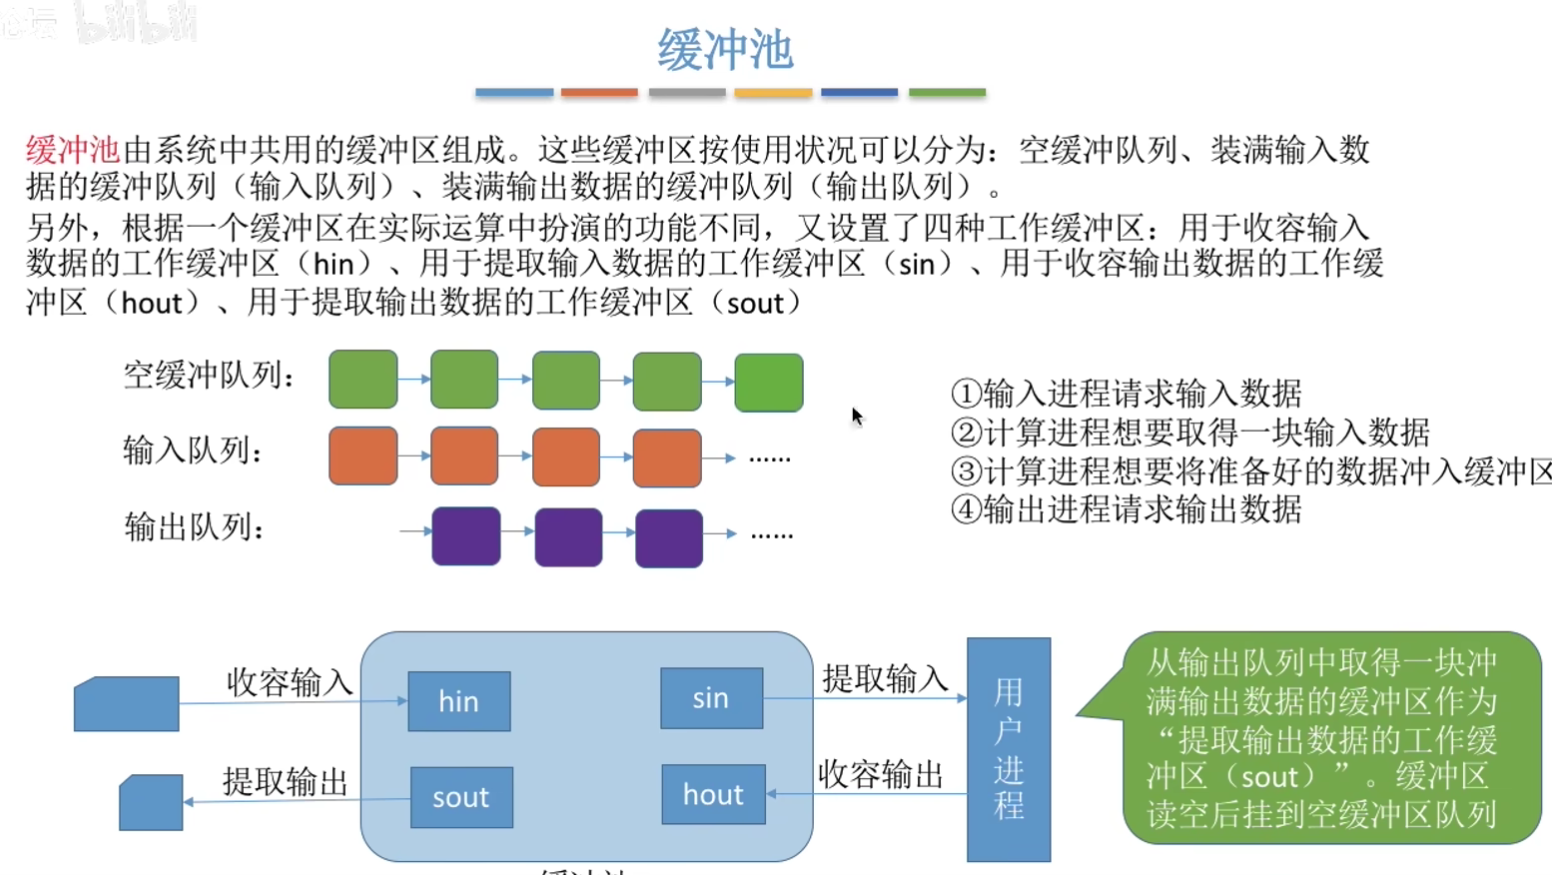 论坛 bilibili
缓冲池
缓冲池由系统中共用的缓冲区组成。这些缓冲区按使用状况可以分为：空缓冲队列、装满输入数
据的缓冲队列（输入队列）、装满输出数据的缓冲队列（输出队列）。
另外，根据一个缓冲区在实际运算中扮演的功能不同，又设置了四种工作缓冲区：用于收容输入
数据的工作缓冲区（hin）、用于提取输入数据的工作缓冲区（sin）、用于收容输出数据的工作缓
冲区（hout）、用于提取输出数据的工作缓冲区（sout）
空缓冲队列：
输入队列：
......
输出队列：
......
①输入进程请求输入数据
②计算进程想要取得一块输入数据
③计算进程想要将准备好的数据冲入缓冲区
④输出进程请求输出数据
收容输入
hin
sin
提取输入
提取输出
sout
hout
收容输出
用
户
进
程
从输出队列中取得一块冲
满输出数据的缓冲区作为
“提取输出数据的工作缓
冲区（sout）”。缓冲区
读空后挂到空缓冲区队列